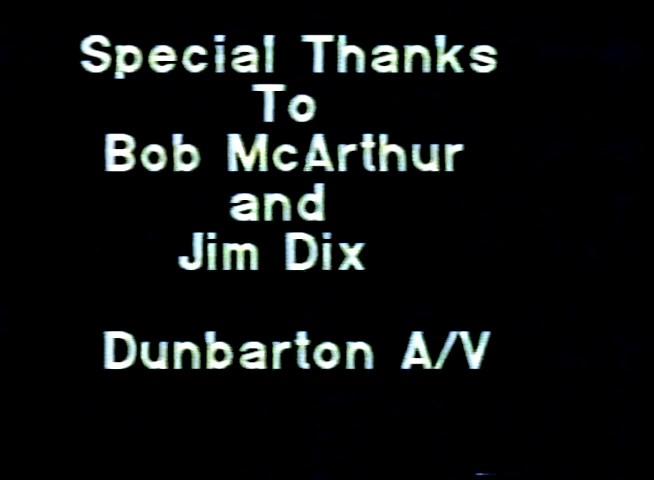 Special Thanks
To
Bob McArthur
and
Jim Dix
Dunbarton A/V